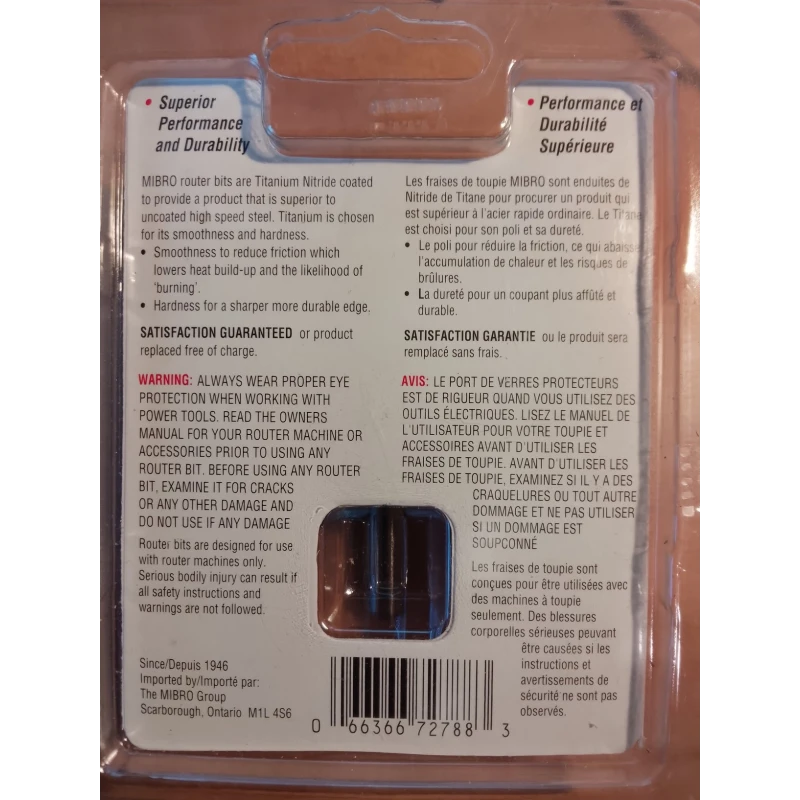 • Superior
Performance
and Durability
MIBRO router bits are Titanium Nitride coated
to provide a product that is superior to
uncoated high speed steel. Titanium is chosen
for its smoothness and hardness.
• Smoothness to reduce friction which
lowers heat build-up and the likelihood of
'burning'.
• Hardness for a sharper more durable edge.
SATISFACTION GUARANTEED or product
replaced free of charge.
WARNING: ALWAYS WEAR PROPER EYE
PROTECTION WHEN WORKING WITH
POWER TOOLS. READ THE OWNERS
MANUAL FOR YOUR ROUTER MACHINE OR
ACCESSORIES PRIOR TO USING ANY
ROUTER BIT. BEFORE USING ANY ROUTER
BIT, EXAMINE IT FOR CRACKS
OR ANY OTHER DAMAGE AND
DO NOT USE IF ANY DAMAGE
Router bits are designed for use
with router machines only.
Serious bodily injury can result if
all safety instructions and
warnings are not followed.
Since/Depuis 1946
Imported by/Importé par:
The MIBRO Group
Scarborough, Ontario M1L 4S6
• Performance et
Durabilité
Supérieure
Les fraises de toupie MIBRO sont enduites de
Nitride de Titane pour procurer un produit qui
est supérieur à l'acier rapide ordinaire. Le Titane
est choisi pour son poli et sa dureté.
• Le poli pour réduire la friction, ce qui abaisse
l'accumulation de chaleur et les risques de
brûlures.
• La dureté pour un coupant plus affûté et
durable.
SATISFACTION GARANTIE ou le produit sera
remplacé sans frais.
AVIS: LE PORT DE VERRES PROTECTEURS
EST DE RIGUEUR QUAND VOUS UTILISEZ DES
OUTILS ÉLECTRIQUES. LISEZ LE MANUEL DE
L'UTILISATEUR POUR VOTRE TOUPIE ET
ACCESSOIRES AVANT D'UTILISER LES
FRAISES DE TOUPIE. AVANT D'UTILISER LES
FRAISES DE TOUPIE, EXAMINEZ SI IL Y A DES
CRAQUELURES OU TOUT AUTRE
DOMMAGE ET NE PAS UTILISER
SI UN DOMMAGE EST
SOUPCONNÉ
Les fraises de toupie sont
conçues pour être utilisées avec
des machines à toupie
seulement. Des blessures
corporelles sérieuses peuvant
être causées si les
instructions et
avertissements de
sécurité ne sont pas
observés.
0 66366 72788 3